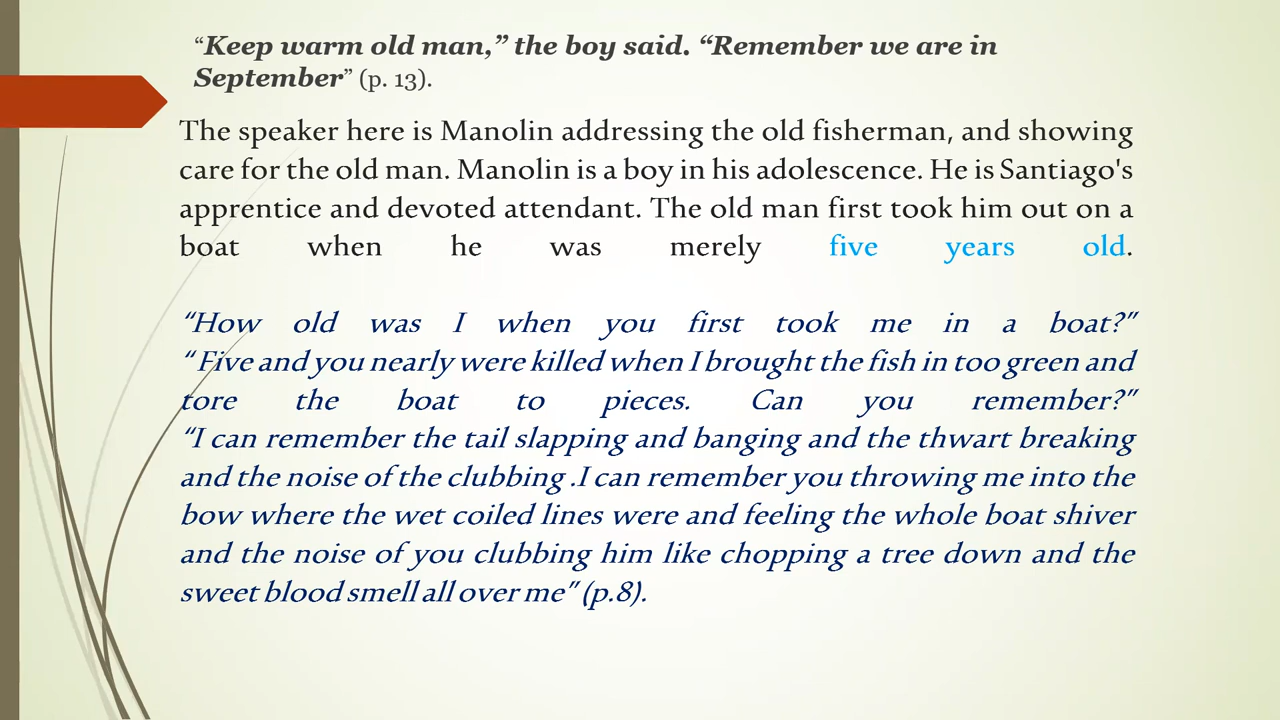 “Keep warm old man,” the boy said. “Remember we are in
September” (p. 13).
The speaker here is Manolin addressing the old fisherman, and showing
care for the old man. Manolin is a boy in his adolescence. He is Santiago's
apprentice and devoted attendant. The old man first took him out on a
boat when he was merely five years old.
“How old was I when you first took me in a boat?”
“ Five and you nearly were killed when I brought the fish in too green and
tore the boat to pieces. Can you remember?”
“I can remember the tail slapping and banging and the thwart breaking
and the noise of the clubbing .I can remember you throwing me into the
bow where the wet coiled lines were and feeling the whole boat shiver
and the noise of you clubbing him like chopping a tree down and the
sweet blood smell all over me” (p.8).